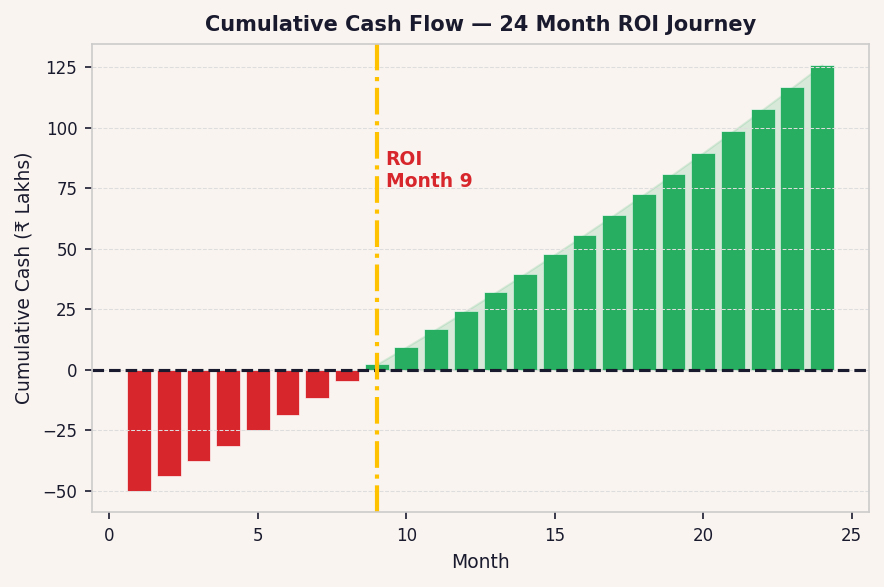 Cumulative Cash Flow — 24 Month ROI Journey
Cumulative Cash (₹ Lakhs)
125
100
75
50
25
0
−25
−50
ROI
Month 9
0 5 10 15 20 25
Month